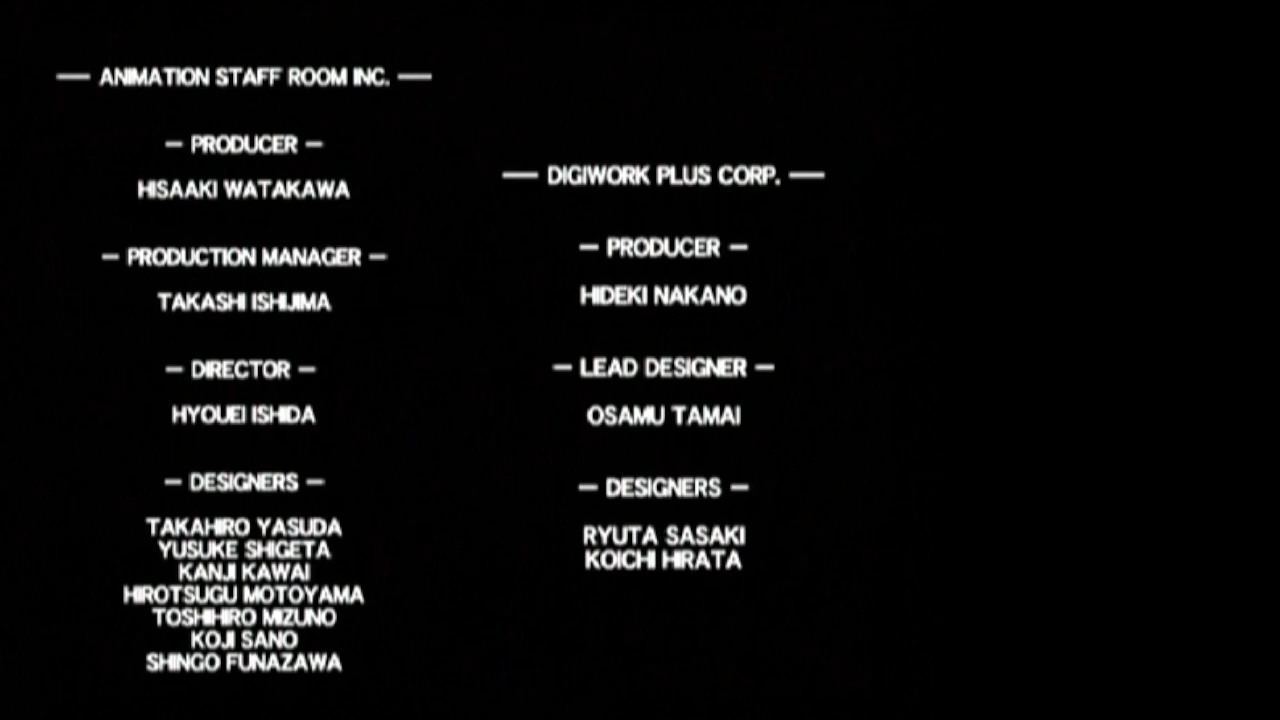 — ANIMATION STAFF ROOM INC. —
– PRODUCER –
HISAAKI WATAKAWA
– PRODUCTION MANAGER –
TAKASHI ISHIJIMA
– DIRECTOR –
HYOUEI ISHIDA
– DESIGNERS –
TAKAHIRO YASUDA
YUSUKE SHIGETA
KANJI KAWAI
HIROTSUGU MOTOYAMA
TOSHIHIRO MIZUNO
KOJI SANO
SHINGO FUNAZAWA
— DIGIWORK PLUS CORP. —
– PRODUCER –
HIDEKI NAKANO
– LEAD DESIGNER –
OSAMU TAMAI
– DESIGNERS –
RYUTA SASAKI
KOICHI HIRATA